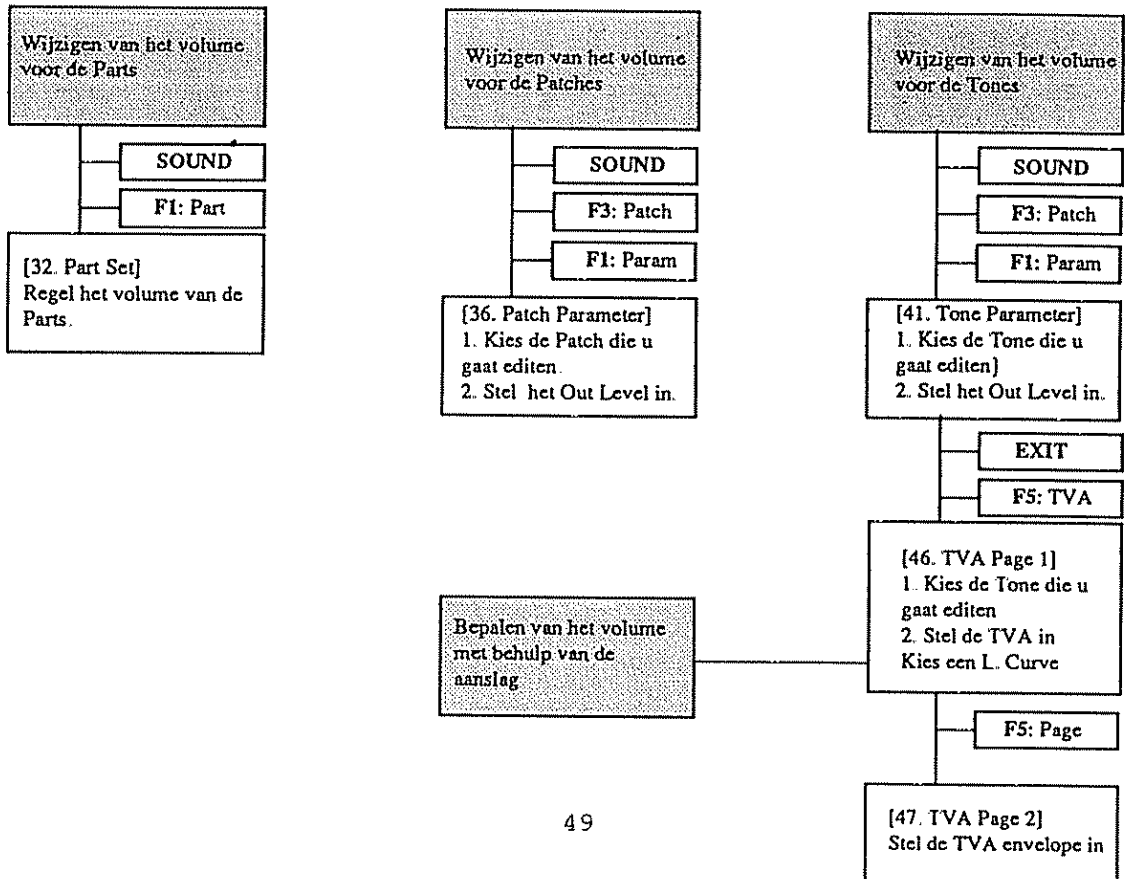 Wijzigen van het volume
voor de Parts
SOUND
F1: Part
[32. Part Set]
Regel het volume van de
Parts.
Wijzigen van het volume
voor de Patches
SOUND
F3: Patch
F1: Param
[36. Patch Parameter]
1. Kies de Patch die u
gaat editen.
2. Stel het Out Level in.
Wijzigen van het volume
voor de Tones
SOUND
F3: Patch
F1: Param
[41. Tone Parameter]
1. Kies de Tone die u
gaat editen]
2. Stel het Out Level in.
EXIT
F5: TVA
[46. TVA Page 1]
1. Kies de Tone die u
gaat editen
2. Stel de TVA in
Kies een L. Curve
Bepalen van het volume
met behulp van de
aanslag
F5: Page
[47. TVA Page 2]
Stel de TVA envelope in
49